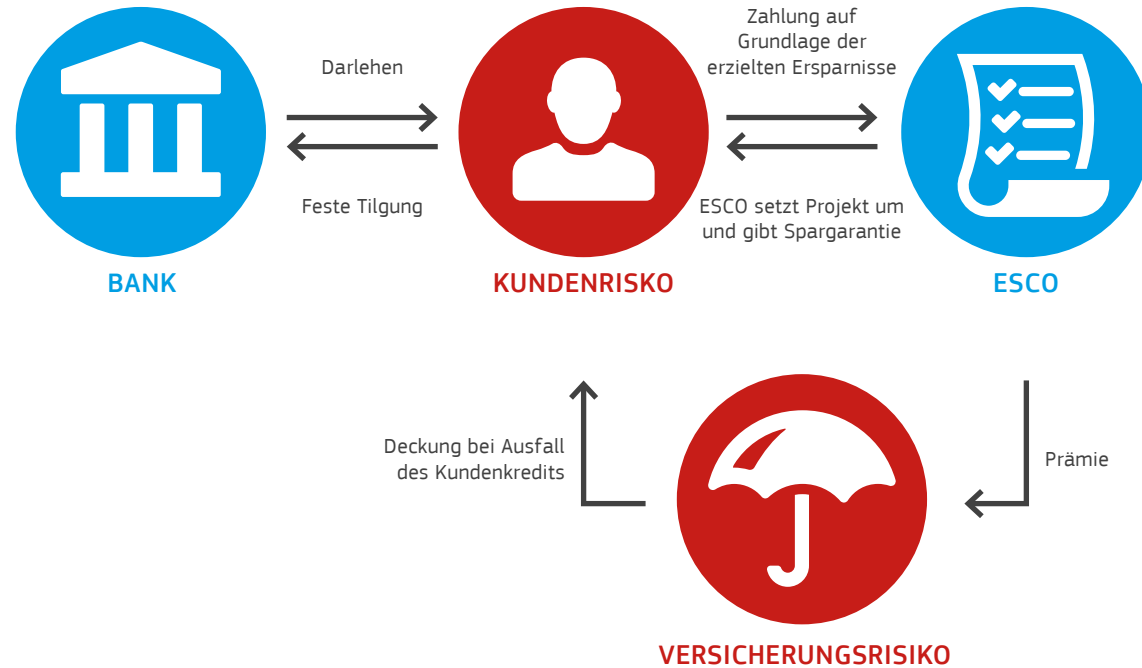 Darlehen
Feste Tilgung
BANK
KUNDENRISKO
Zahlung auf
Grundlage der
erzielten Ersparnisse
ESCO setzt Projekt um
und gibt Spargarantie
ESCO
Deckung bei Ausfall
des Kundenkredits
Prämie
VERSICHERUNGSRISIKO